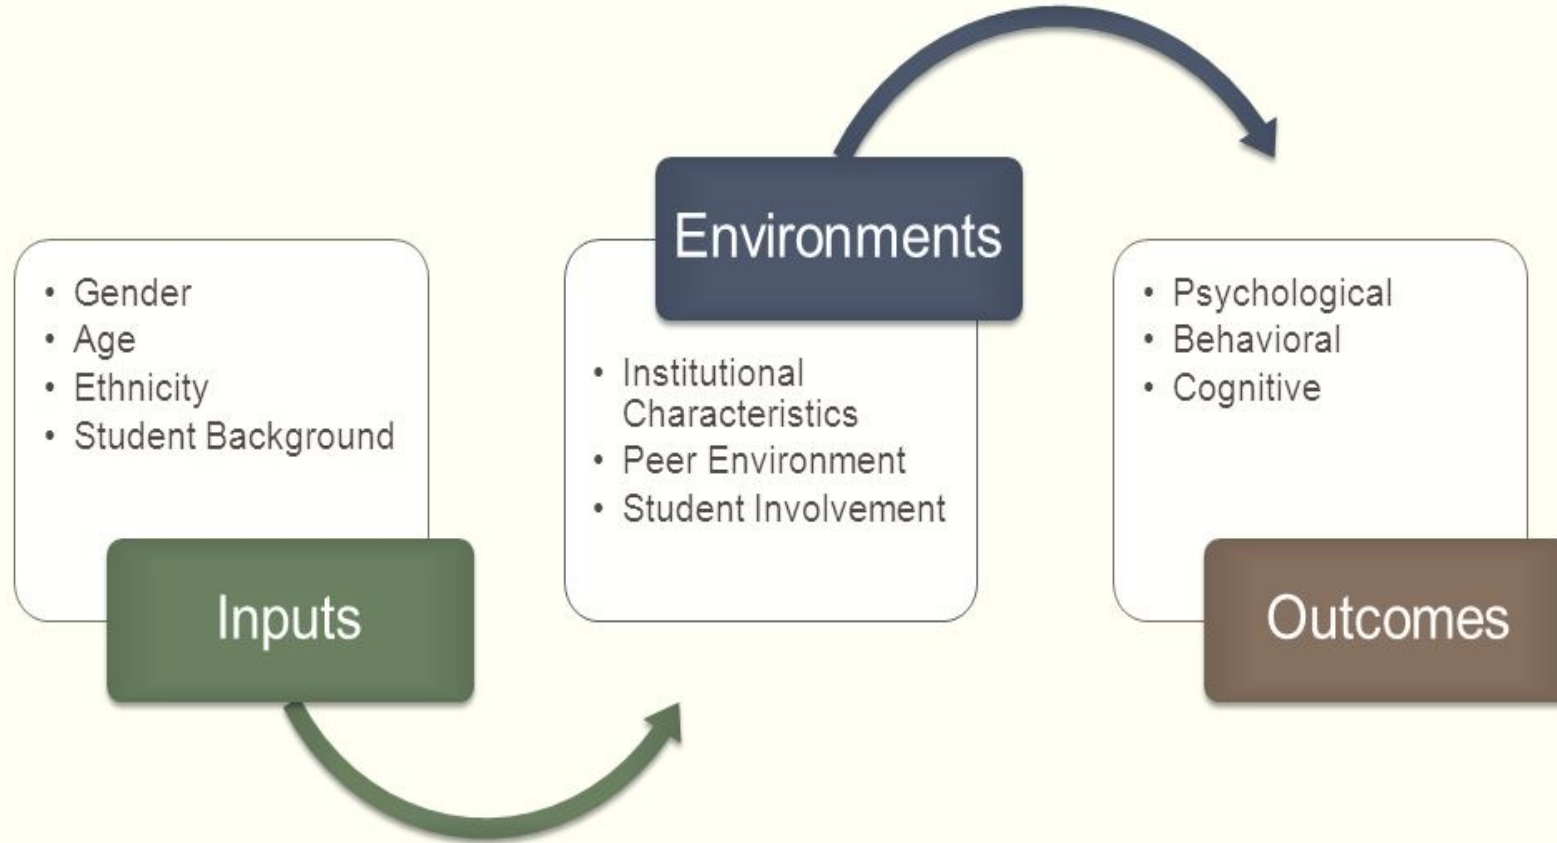 • Gender
• Age
• Ethnicity
• Student Background
Inputs
Environments
• Institutional
Characteristics
• Peer Environment
• Student Involvement
• Psychological
• Behavioral
• Cognitive
Outcomes